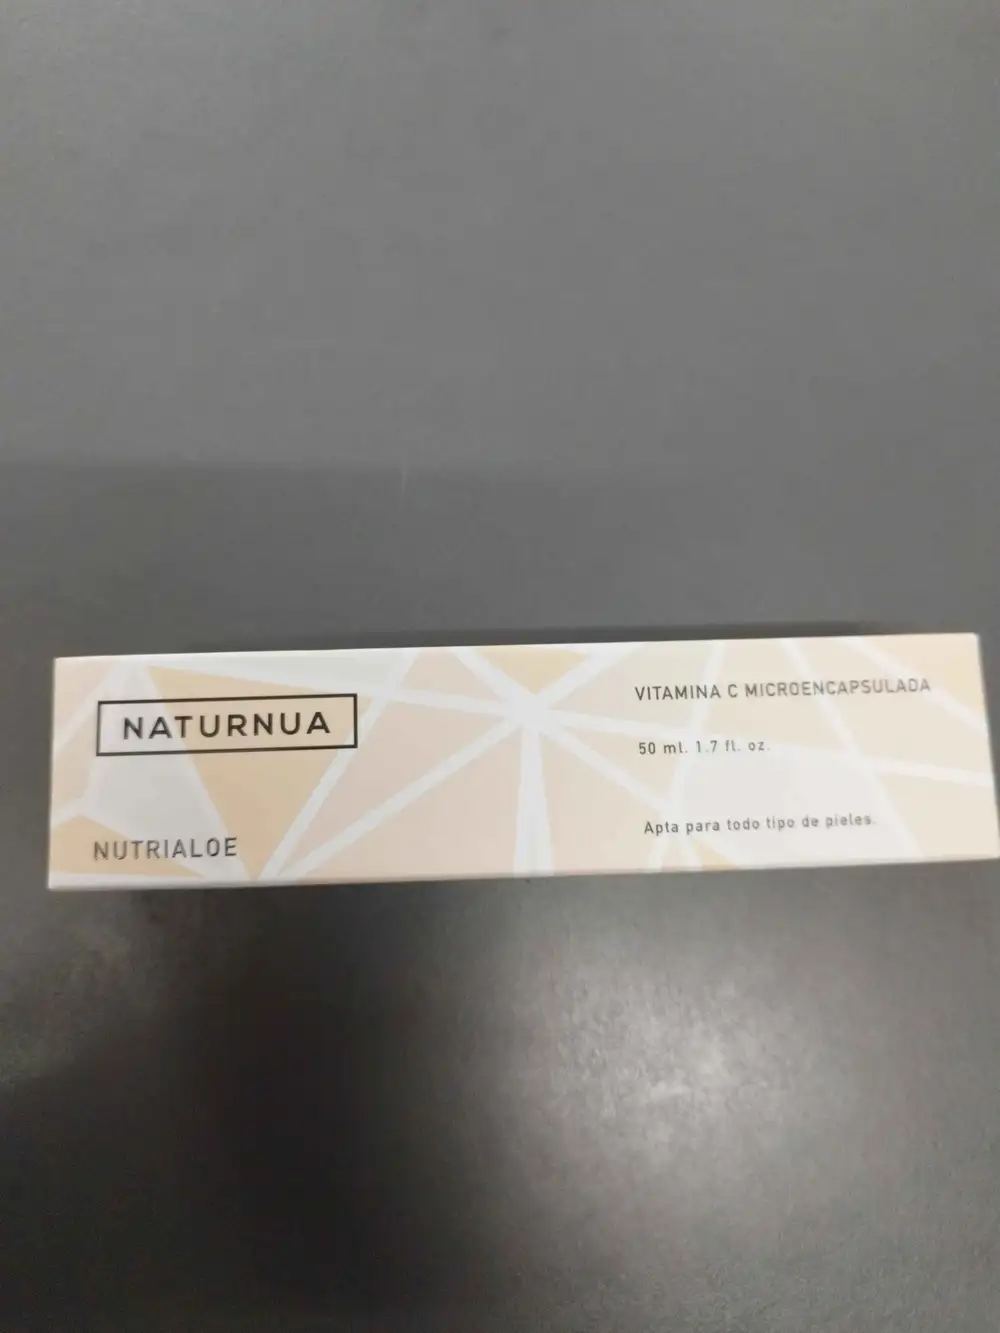 NATURNUA
NUTRIALOE
VITAMINA C MICROENCAPSULADA
50 ml. 1.7 fl. oz.
Apta para todo tipo de pieles.